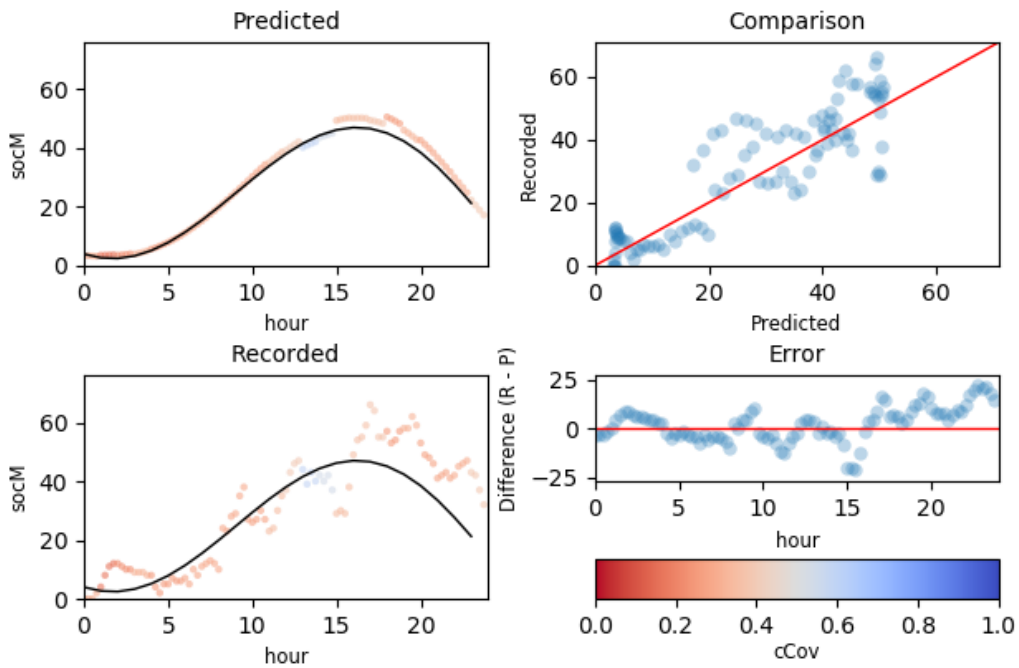 Predicted
socM
60
40
20
0
0 5 10 15 20
hour
Comparison
Recorded
60
40
20
0
0 20 40 60
Predicted
Recorded
socM
60
40
20
0
0 5 10 15 20
hour
Error
Difference (R - P)
25
0
−25
0 5 10 15 20
hour
0.0 0.2 0.4 0.6 0.8 1.0
cCov